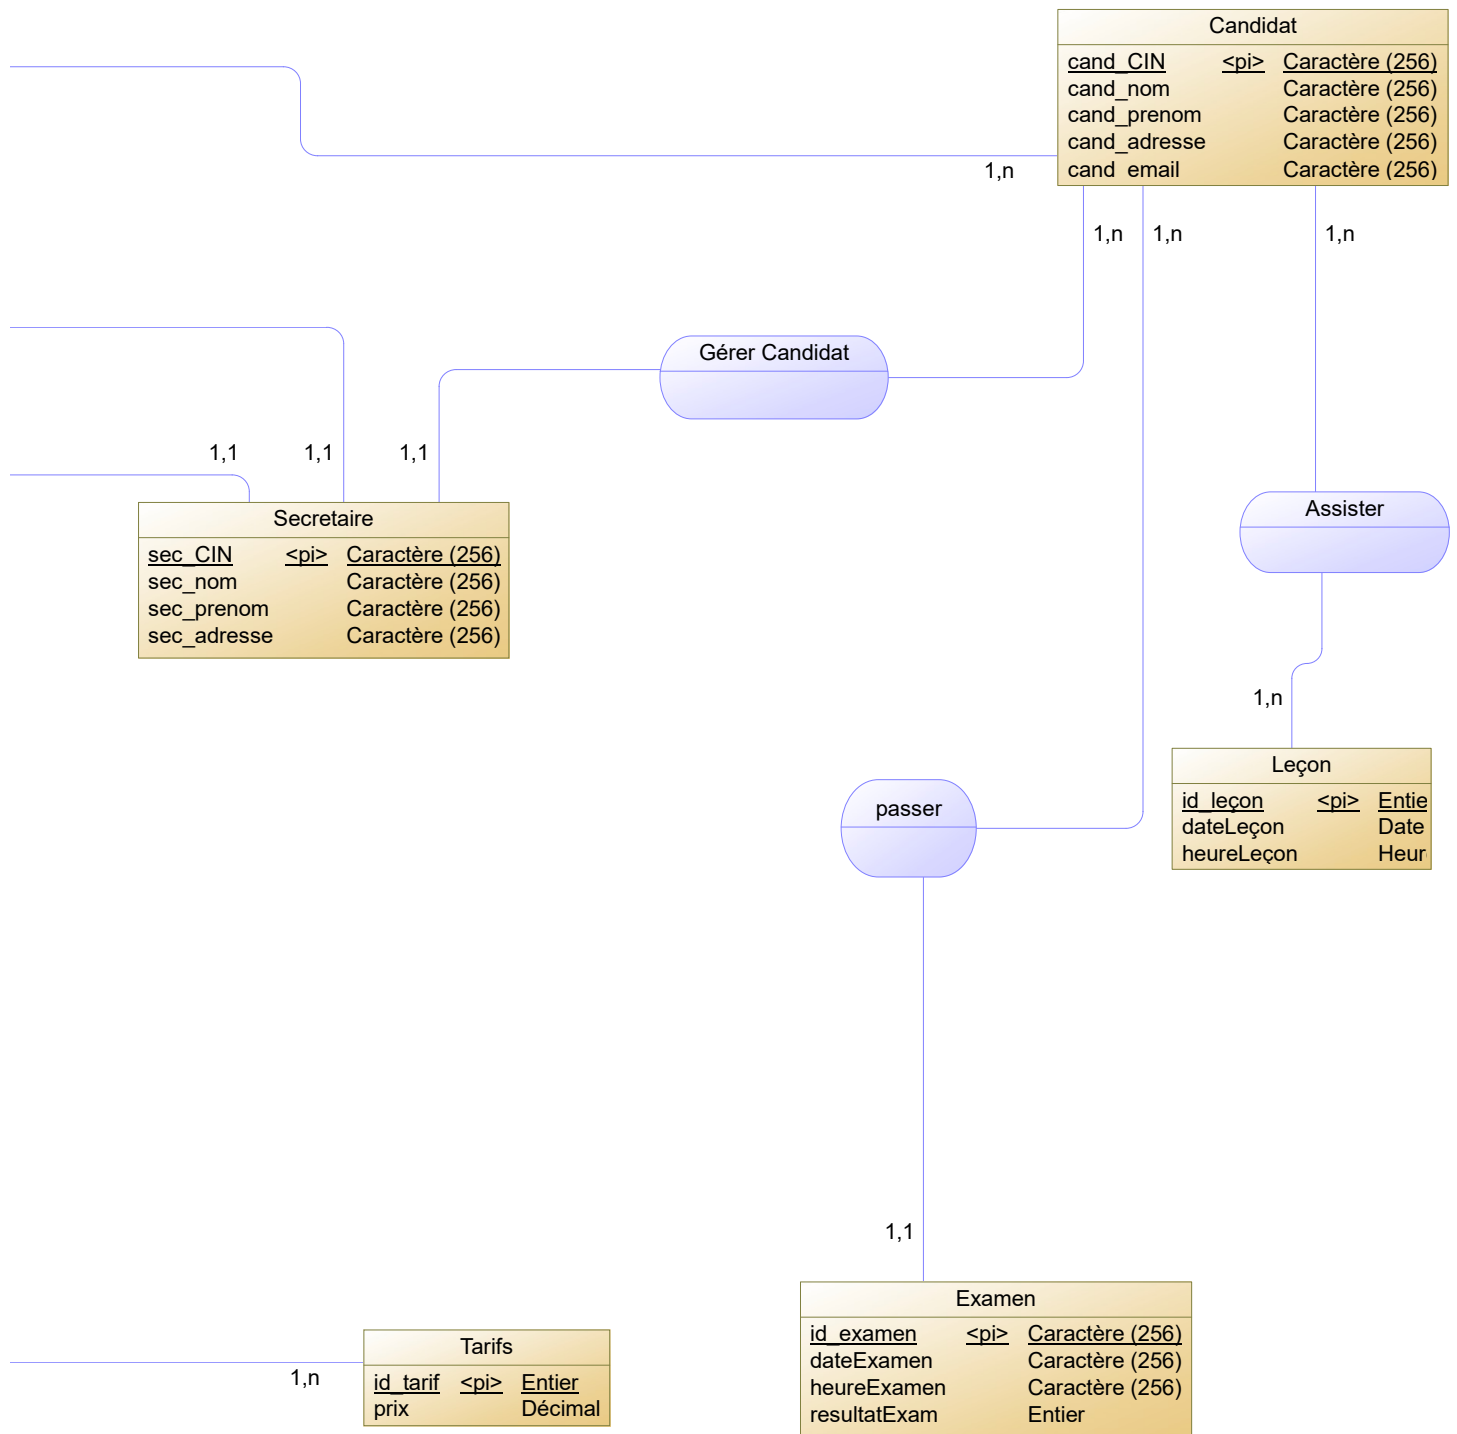 Candidat
cand_CIN <pi> Caractère (256)
cand_nom Caractère (256)
cand_prenom Caractère (256)
cand_adresse Caractère (256)
cand_email Caractère (256)
1,n
1,n 1,n 1,n
Gérer Candidat
1,1 1,1 1,1
Secretaire
sec_CIN <pi> Caractère (256)
sec_nom Caractère (256)
sec_prenom Caractère (256)
sec_adresse Caractère (256)
Assister
1,n
Leçon
id_leçon <pi> Entie
dateLeçon Date
heureLeçon Heur
passer
1,1
Examen
id_examen <pi> Caractère (256)
dateExamen Caractère (256)
heureExamen Caractère (256)
resultatExam Entier
1,n
Tarifs
id_tarif <pi> Entier
prix Décimal